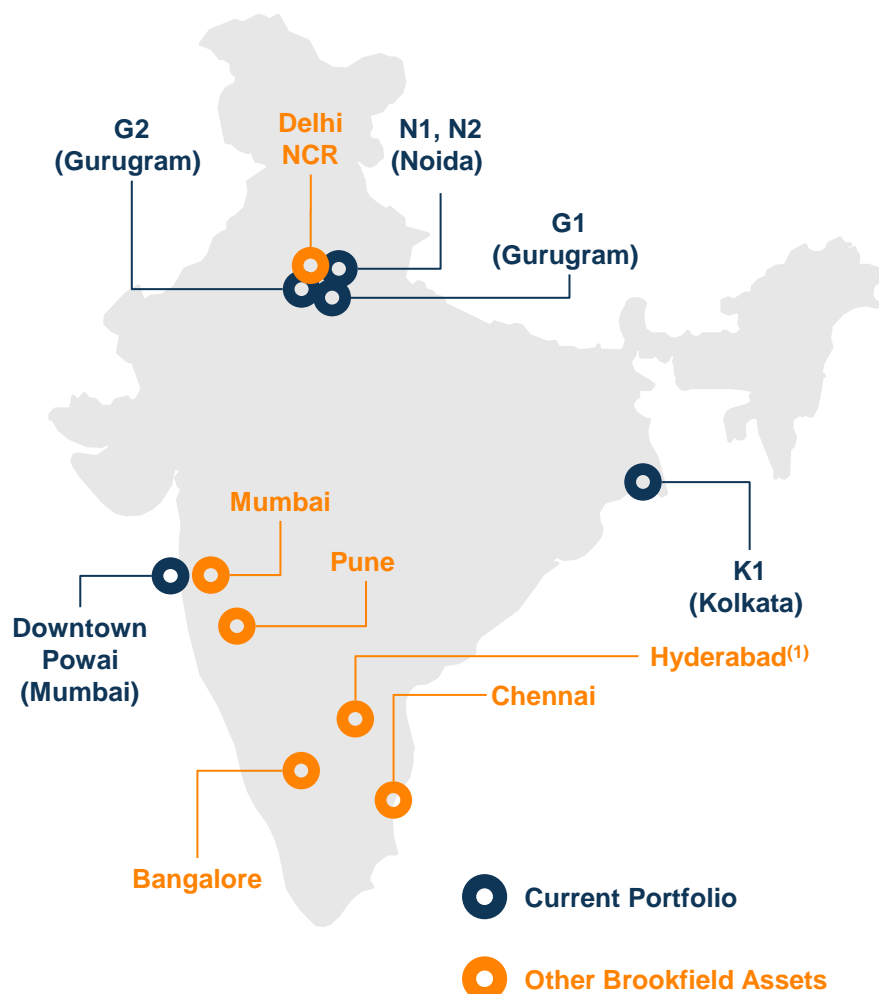 G2
(Gurugram)
Delhi
NCR
N1, N2
(Noida)
G1
(Gurugram)
Mumbai
Pune
K1
(Kolkata)
Downtown
Powai
(Mumbai)
Hyderabad(1)
Chennai
Bangalore
Current Portfolio
Other Brookfield Assets